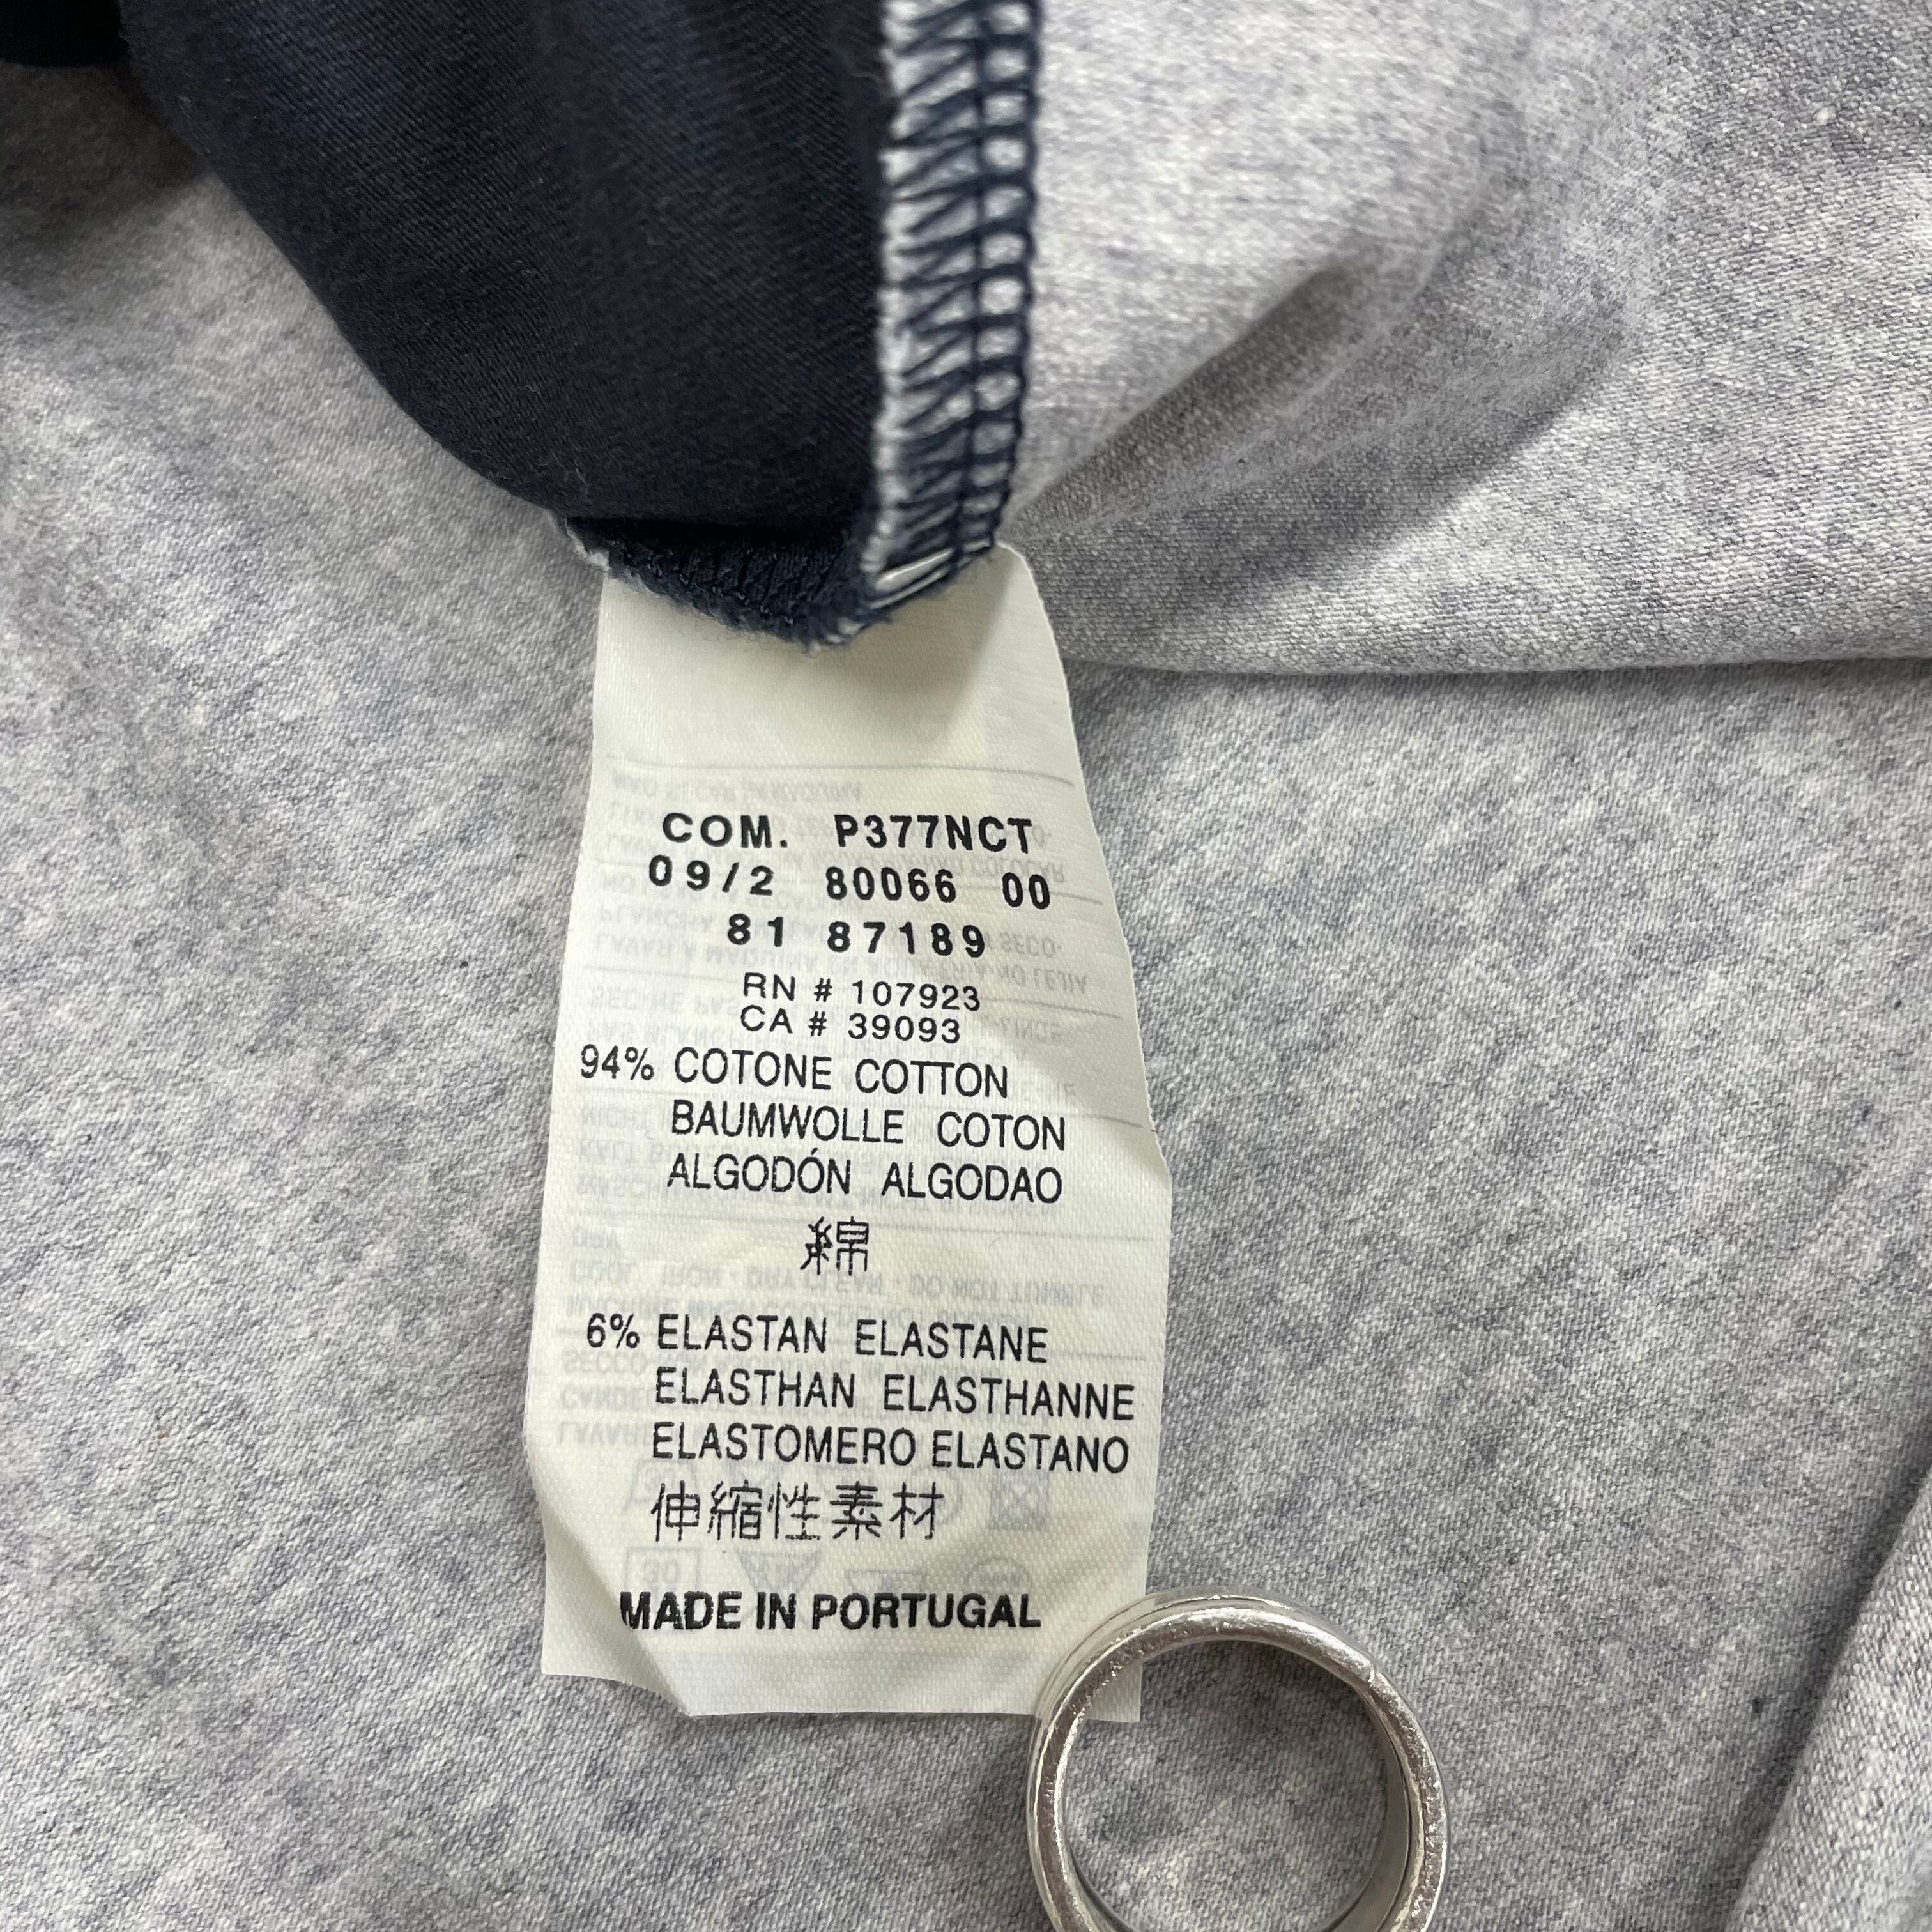 COM. P377NCT
09/2 80066 00
81 87189
RN # 107923
CA # 39093
94% COTONE COTTON
BAUMWOLLE COTON
ALGODÓN ALGODAO
綿
6% ELASTAN ELASTANE
ELASTHAN ELASTHANNE
ELASTOMERO ELASTANO
伸縮性素材
MADE IN PORTUGAL